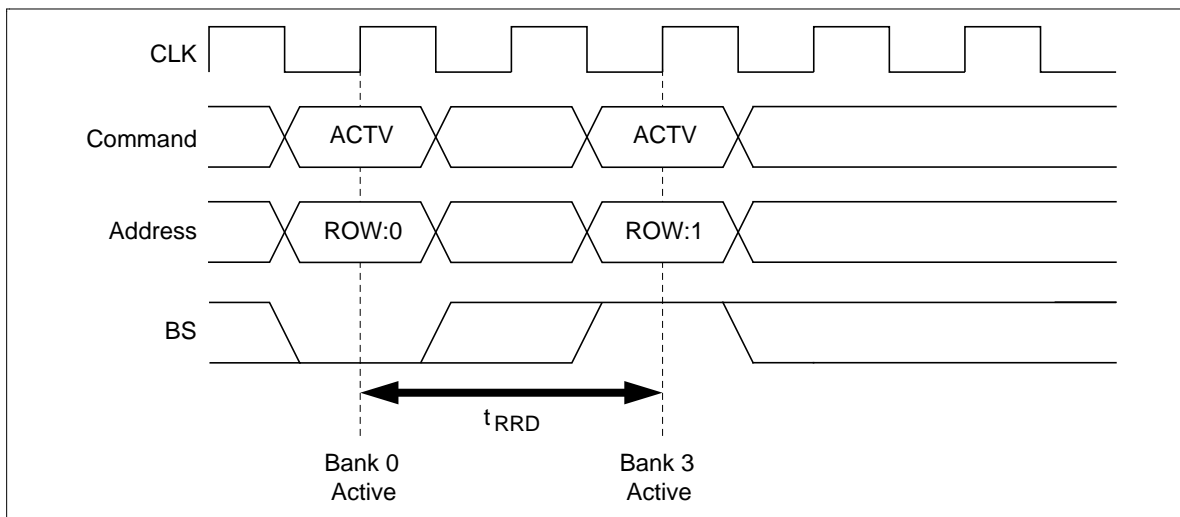 CLK
Command
ACTV
ACTV
Address
ROW:0
ROW:1
BS
tRRD
Bank 0
Active
Bank 3
Active